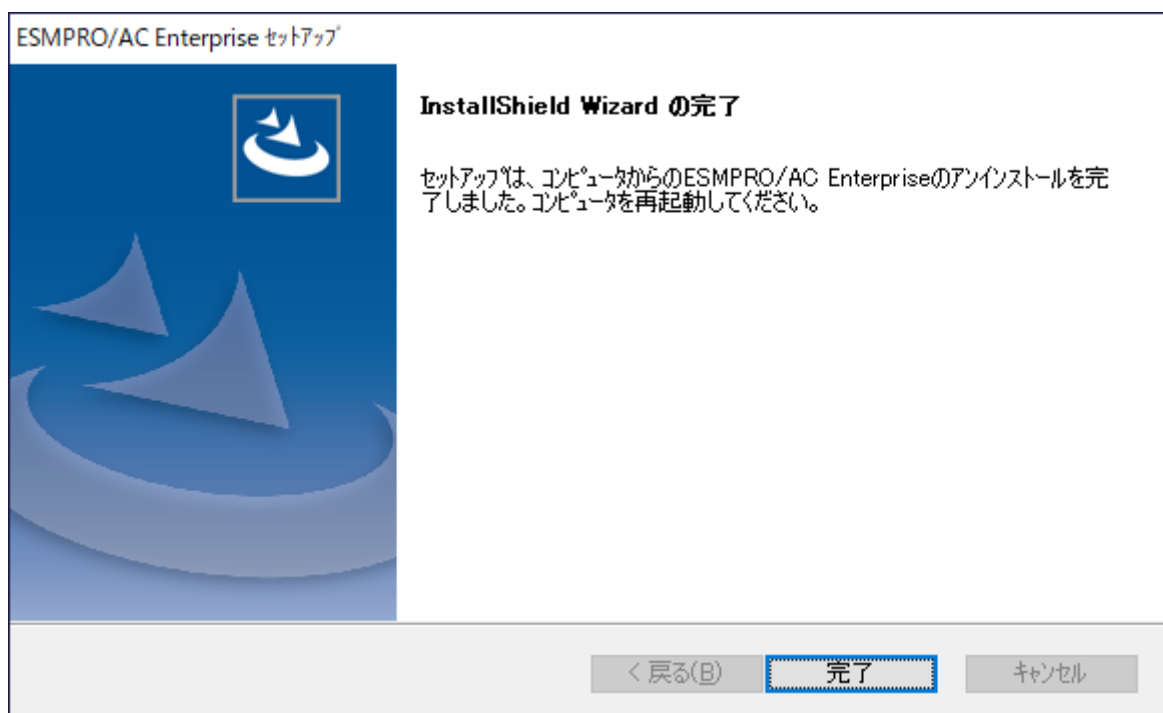 ESMPRO/AC Enterprise ｾｯﾄｱｯﾌﾟ
InstallShield Wizard の完了
セットアップは、コンピュータからのESMPRO/AC Enterpriseのアンインストールを完
了しました。コンピュータを再起動してください。
< 戻る(B)
完了
ｷｬﾝｾﾙ